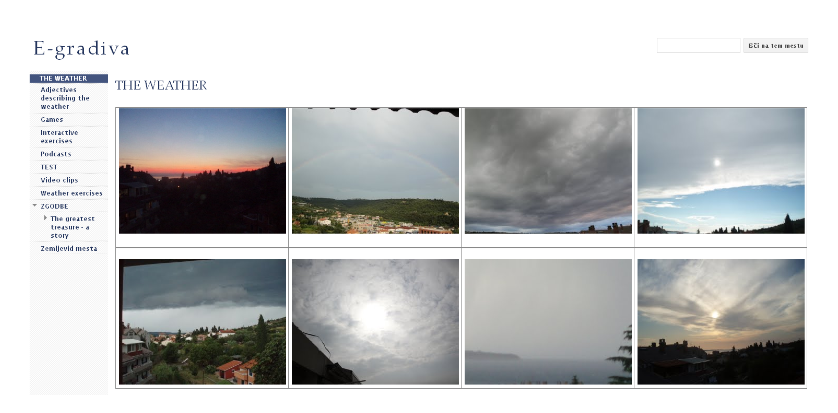 E-gradiva
Išči na tem mestu
THE WEATHER
Adjectives
describing the
weather
Games
Interactive
exercises
Podcasts
TEST
Video clips
Weather exercises
ZGODBE
The greatest
treasure - a
story
Zemljevid mesta
THE WEATHER